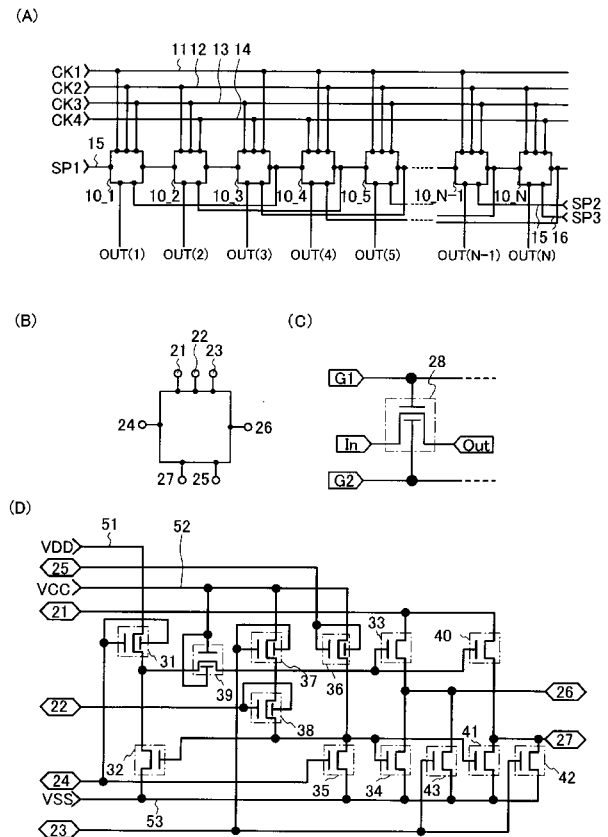 (A)
11 12 13 14
CK1
CK2
CK3
CK4
15
SP1
10_1 10_2 10_3 10_4 10_5 10_N-1 10_N
SP2
SP3
15 16
OUT(1) OUT(2) OUT(3) OUT(4) OUT(5) OUT(N-1) OUT(N)
(B)
22
21 23
24 26
27 25
(C)
28
G1
In Out
G2
(D)
51 52
VDD
25
VCC
21
33 40
31 37 36
39
26
22
38
27
41
32 35 34 43 42
24
VSS
53
23